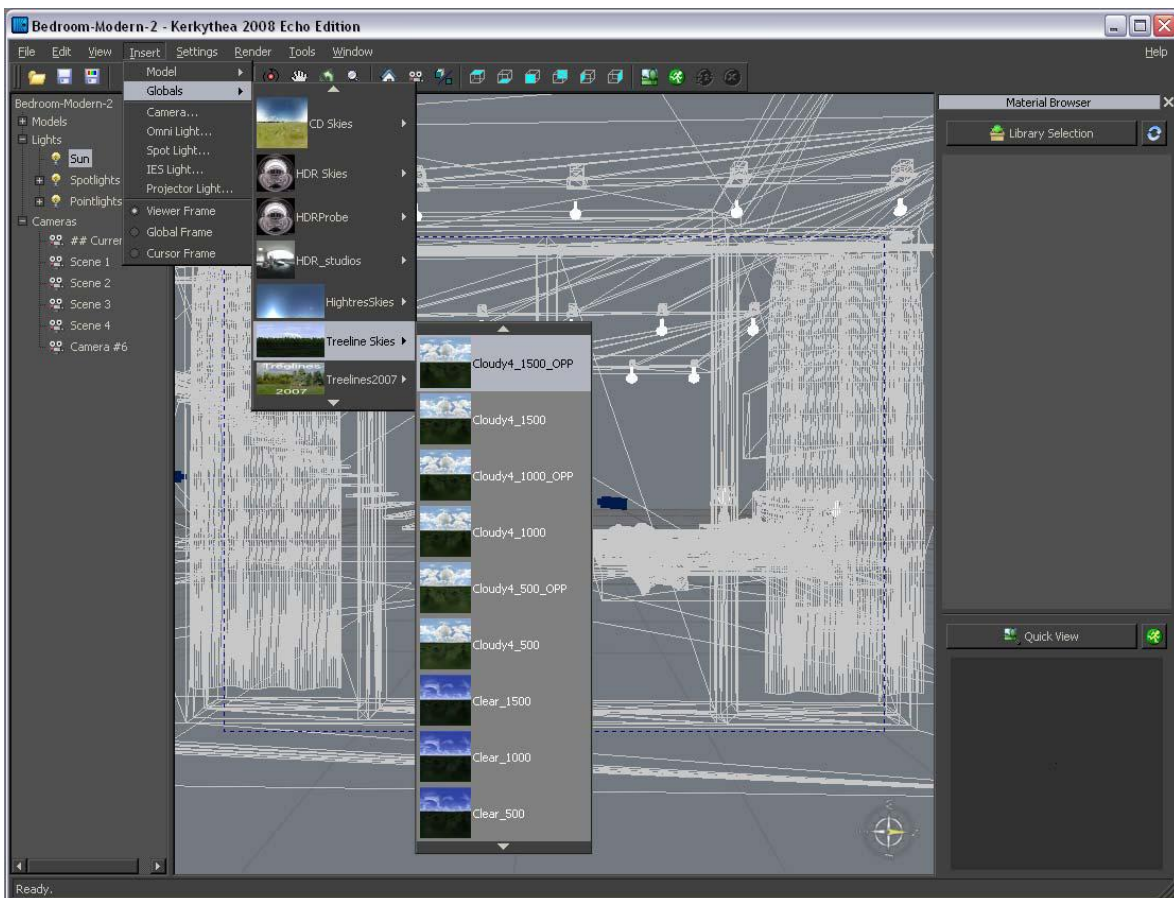 Bedroom-Modern-2 - Kerkythea 2008 Echo Edition
File Edit View Insert Settings Render Tools Window Help
Model
Globals
Camera...
Omni Light...
Spot Light...
IES Light...
Projector Light...
Viewer Frame
Global Frame
Cursor Frame
Bedroom-Modern-2
Models
Lights
Sun
Spotlights
Pointlights
Cameras
## Curre
Scene 1
Scene 2
Scene 3
Scene 4
Camera #6
CD Skies
HDR Skies
HDRProbe
HDR_studios
HightresSkies
Treeline Skies
Treelines
2007
Treelines2007
Cloudy4_1500_OPP
Cloudy4_1500
Cloudy4_1000_OPP
Cloudy4_1000
Cloudy4_500_OPP
Cloudy4_500
Clear_1500
Clear_1000
Clear_500
Material Browser
Library Selection
Quick View
Ready.